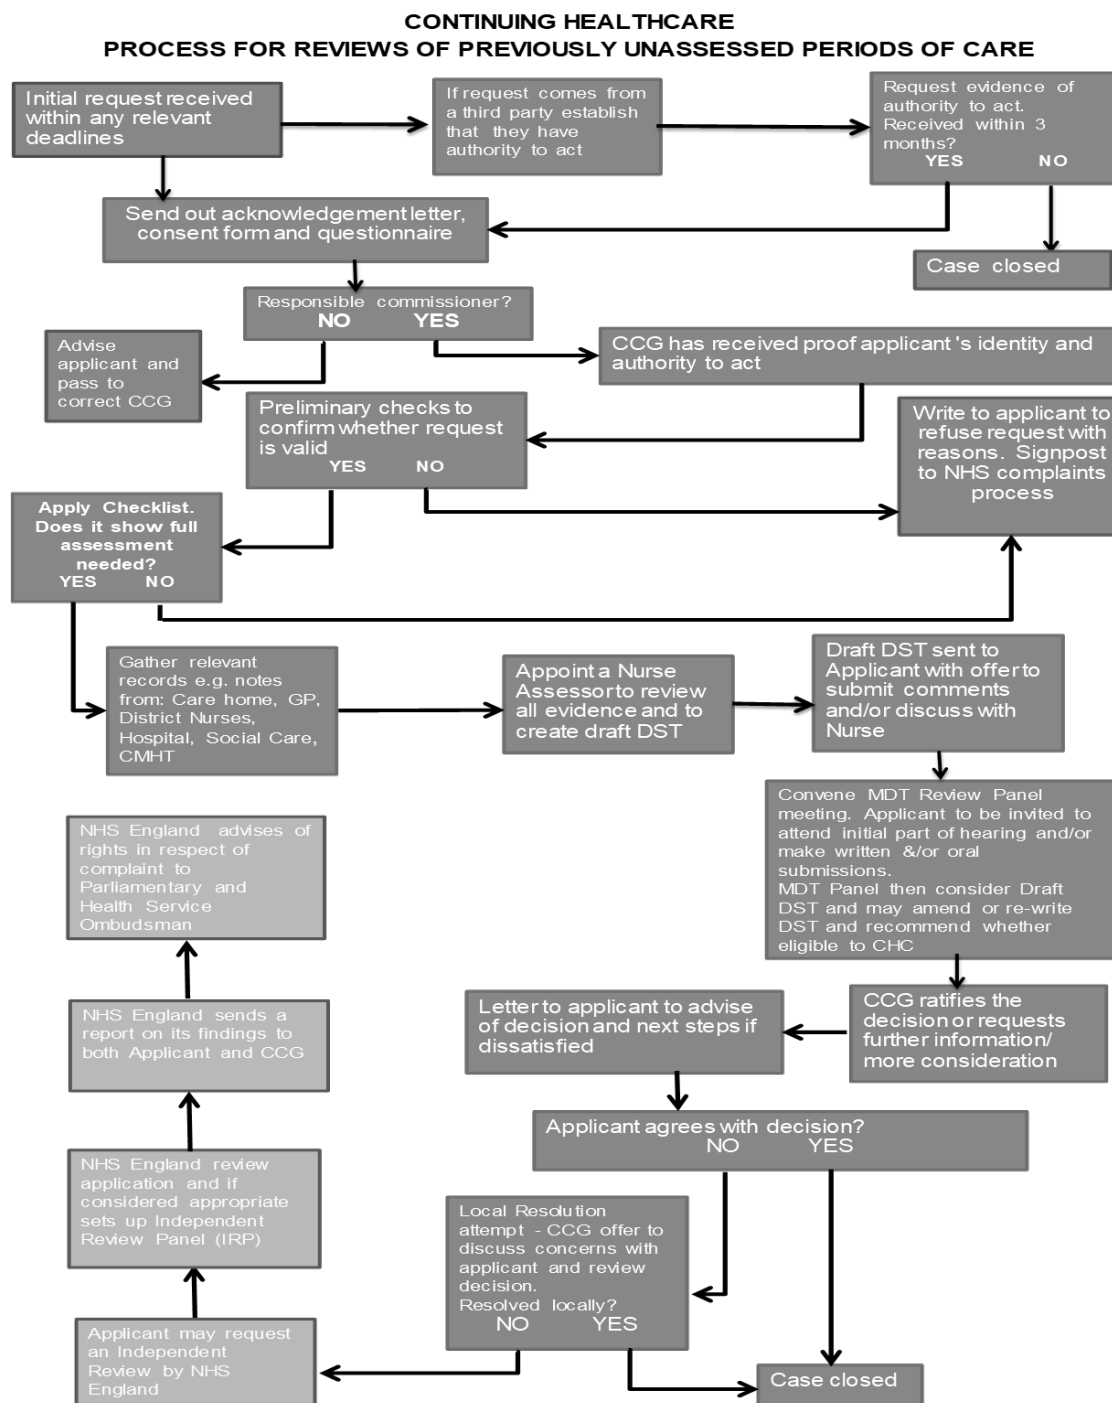 CONTINUING HEALTHCARE
PROCESS FOR REVIEWS OF PREVIOUSLY UNASSESSED PERIODS OF CARE
Initial request received
within any relevant
deadlines
If request comes from
a third party establish
that they have
authority to act
Request evidence of
authority to act.
Received within 3
months?
YES NO
Send out acknowledgement letter,
consent form and questionnaire
Case closed
Responsible commissioner?
NO YES
Advise
applicant and
pass to
correct CCG
CCG has received proof applicant's identity and
authority to act
Preliminary checks to
confirm whether request
is valid
YES NO
Write to applicant to
refuse request with
reasons. Signpost
to NHS complaints
process
Apply Checklist.
Does it show full
assessment
needed?
YES NO
Gather relevant
records e.g. notes
from: Care home, GP,
District Nurses,
Hospital, Social Care,
CMHT
Appoint a Nurse
Assessor to review
all evidence and to
create draft DST
Draft DST sent to
Applicant with offer to
submit comments
and/or discuss with
Nurse
Convene MDT Review Panel
meeting. Applicant to be invited to
attend initial part of hearing and/or
make written &/or oral
submissions.
MDT Panel then consider Draft
DST and may amend or re-write
DST and recommend whether
eligible to CHC
CCG ratifies the
decision or requests
further information/
more consideration
Letter to applicant to advise
of decision and next steps if
dissatisfied
Applicant agrees with decision?
NO YES
Local Resolution
attempt - CCG offer to
discuss concerns with
applicant and review
decision.
Resolved locally?
NO YES
Case closed
Applicant may request
an Independent
Review by NHS
England
NHS England review
application and if
considered appropriate
sets up Independent
Review Panel (IRP)
NHS England sends a
report on its findings to
both Applicant and CCG
NHS England advises of
rights in respect of
complaint to
Parliamentary and
Health Service
Ombudsman